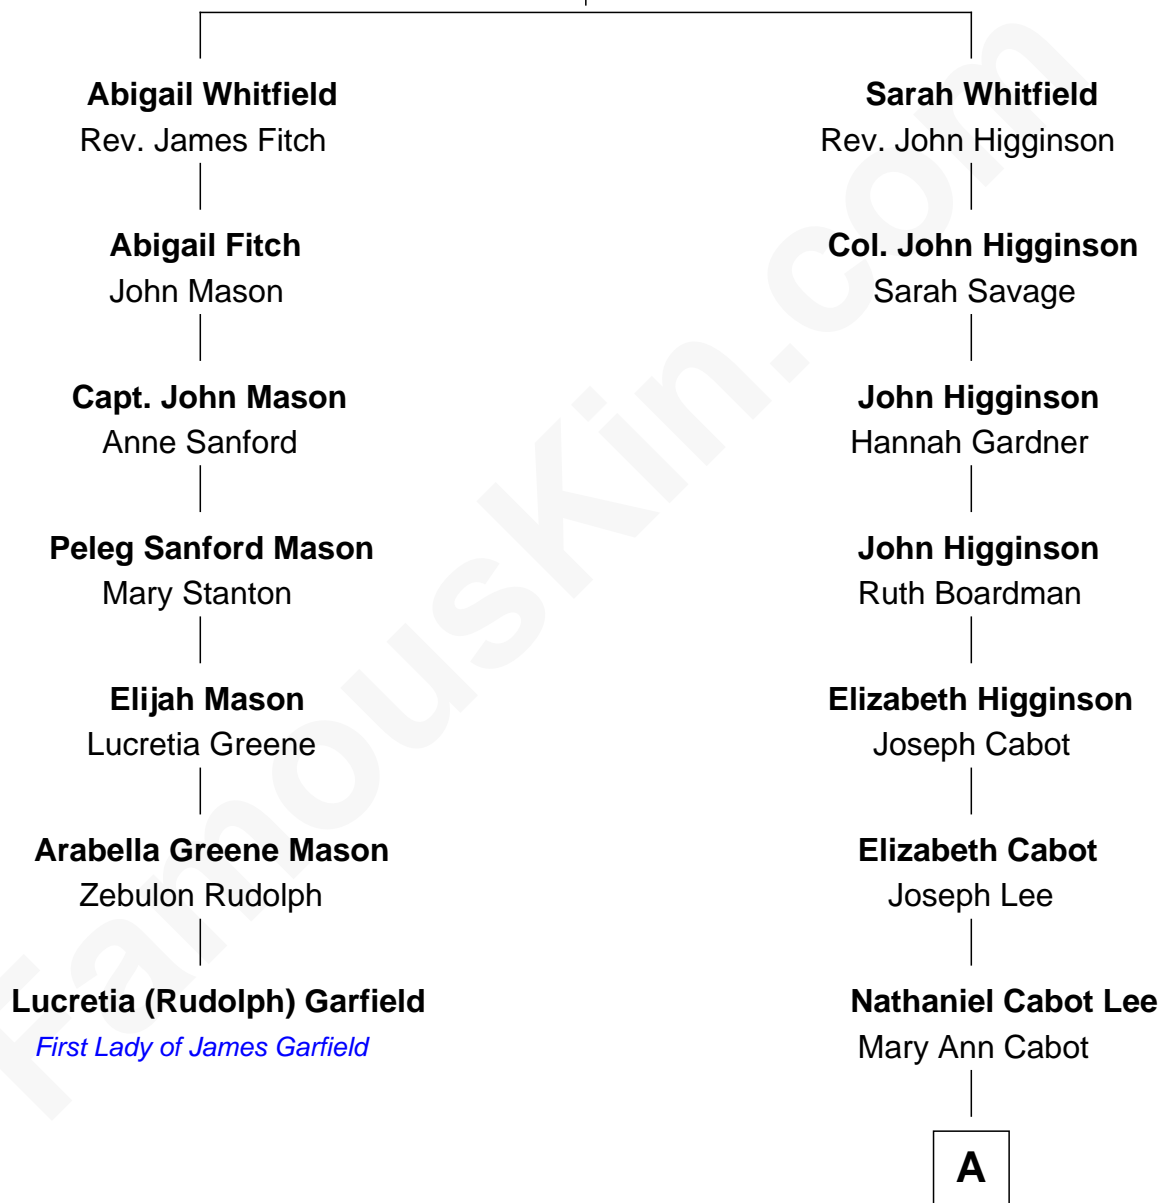 Abigail Whitfield
Rev. James Fitch
Abigail Fitch
John Mason
Capt. John Mason
Anne Sanford
Peleg Sanford Mason
Mary Stanton
Elijah Mason
Lucretia Greene
Arabella Greene Mason
Zebulon Rudolph
Lucretia (Rudolph) Garfield
First Lady of James Garfield
Sarah Whitfield
Rev. John Higginson
Col. John Higginson
Sarah Savage
John Higginson
Hannah Gardner
John Higginson
Ruth Boardman
Elizabeth Higginson
Joseph Cabot
Elizabeth Cabot
Joseph Lee
Nathaniel Cabot Lee
Mary Ann Cabot
A
FamousKin.com